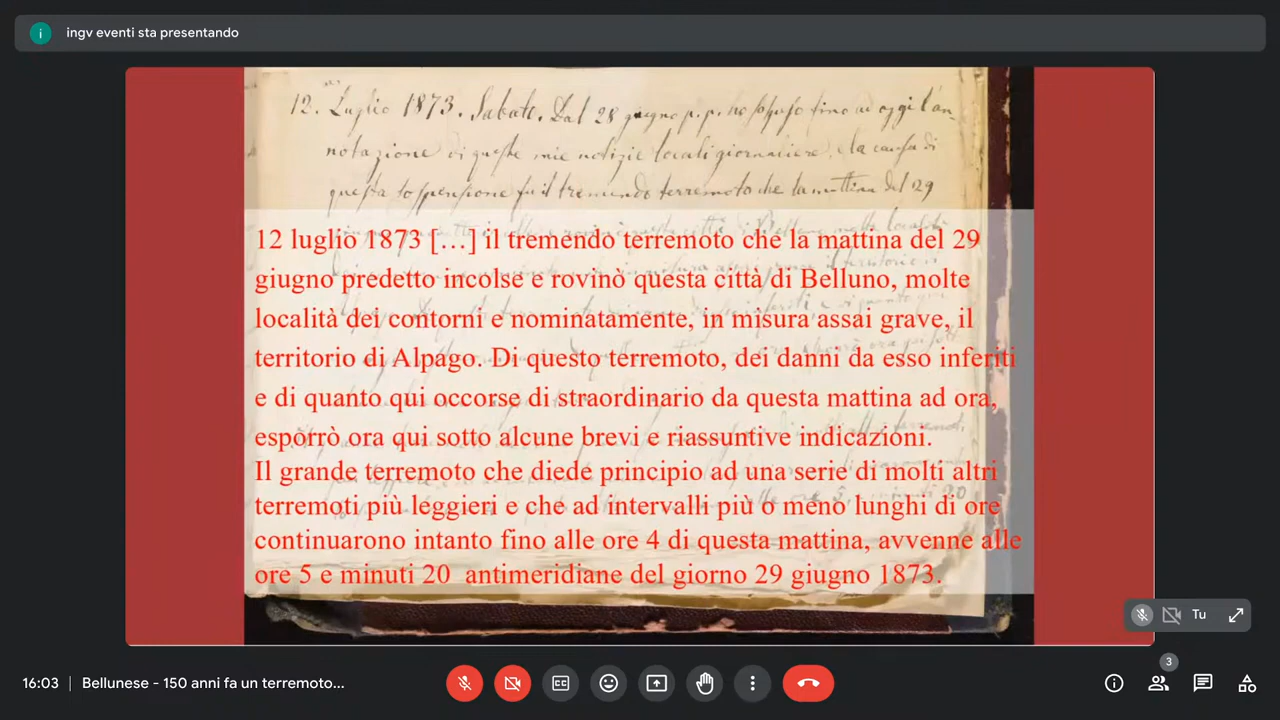 ingv eventi sta presentando
12. Luglio 1873. Sabato. Dal 28 giugno p.p. ho sospeso fino ad oggi l'an-
notazione di queste mie notizie locali giornaliere, e la causa di
questa sospensione fu il tremendo terremoto che la mattina del 29
12 luglio 1873 […] il tremendo terremoto che la mattina del 29
giugno predetto incolse e rovinò questa città di Belluno, molte
località dei contorni e nominatamente, in misura assai grave, il
territorio di Alpago. Di questo terremoto, dei danni da esso inferiti
e di quanto qui occorse di straordinario da questa mattina ad ora,
esporrò ora qui sotto alcune brevi e riassuntive indicazioni.
Il grande terremoto che diede principio ad una serie di molti altri
terremoti più leggieri e che ad intervalli più o meno lunghi di ore
continuarono intanto fino alle ore 4 di questa mattina, avvenne alle
ore 5 e minuti 20 antimeridiane del giorno 29 giugno 1873.
Tu
16:03 | Bellunese - 150 anni fa un terremoto...
3